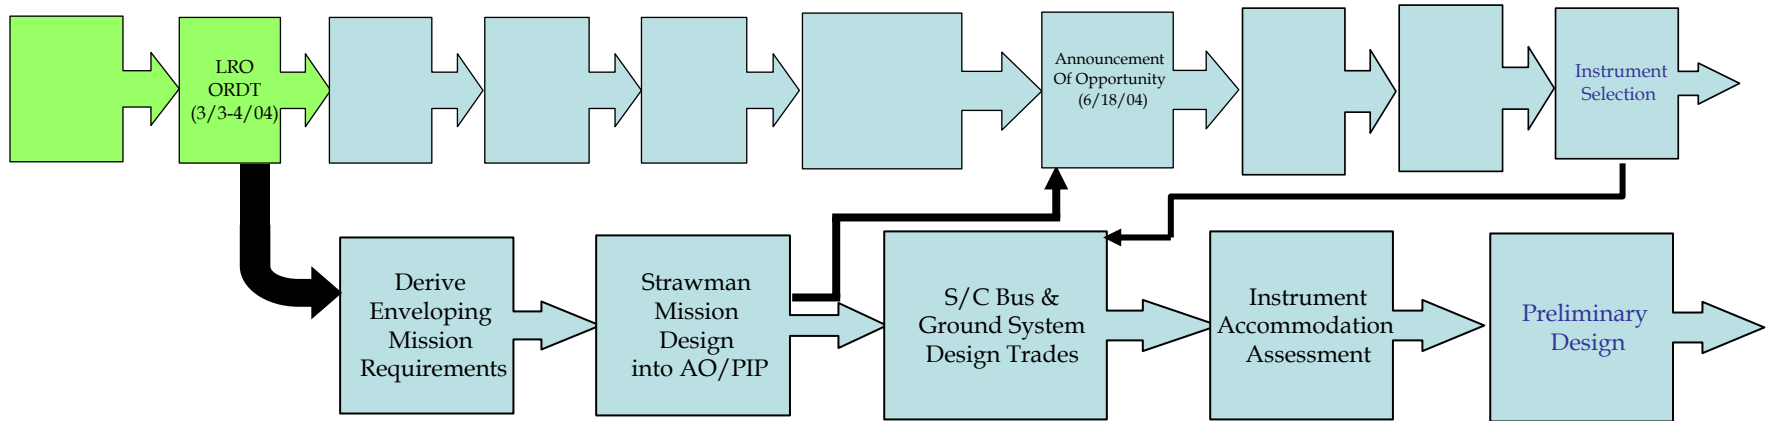 LRO
ORDT
(3/3-4/04)
Announcement
Of Opportunity
(6/18/04)
Instrument
Selection
Derive
Enveloping
Mission
Requirements
Strawman
Mission
Design
into AO/PIP
S/C Bus &
Ground System
Design Trades
Instrument
Accommodation
Assessment
Preliminary
Design